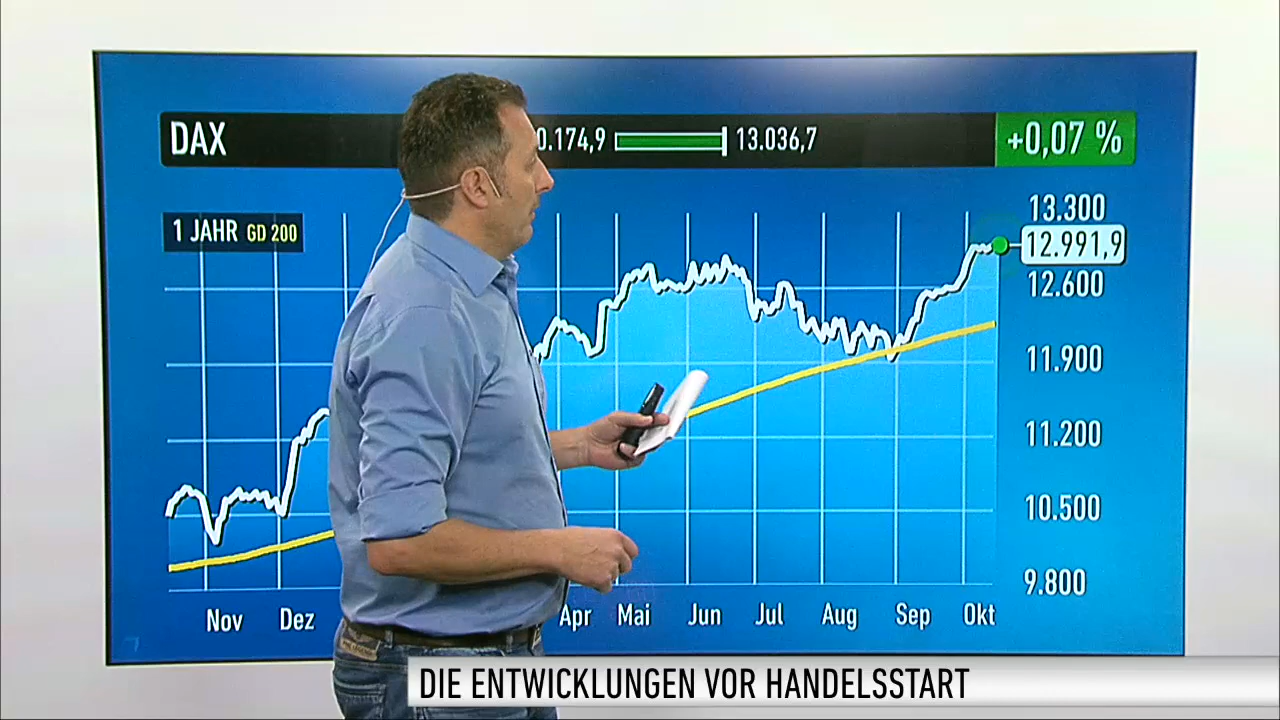 DAX 0.174,9 13.036,7 +0,07 %
1 JAHR GD 200
13.300
12.991,9
12.600
11.900
11.200
10.500
9.800
Nov Dez Apr Mai Jun Jul Aug Sep Okt
DIE ENTWICKLUNGEN VOR HANDELSSTART